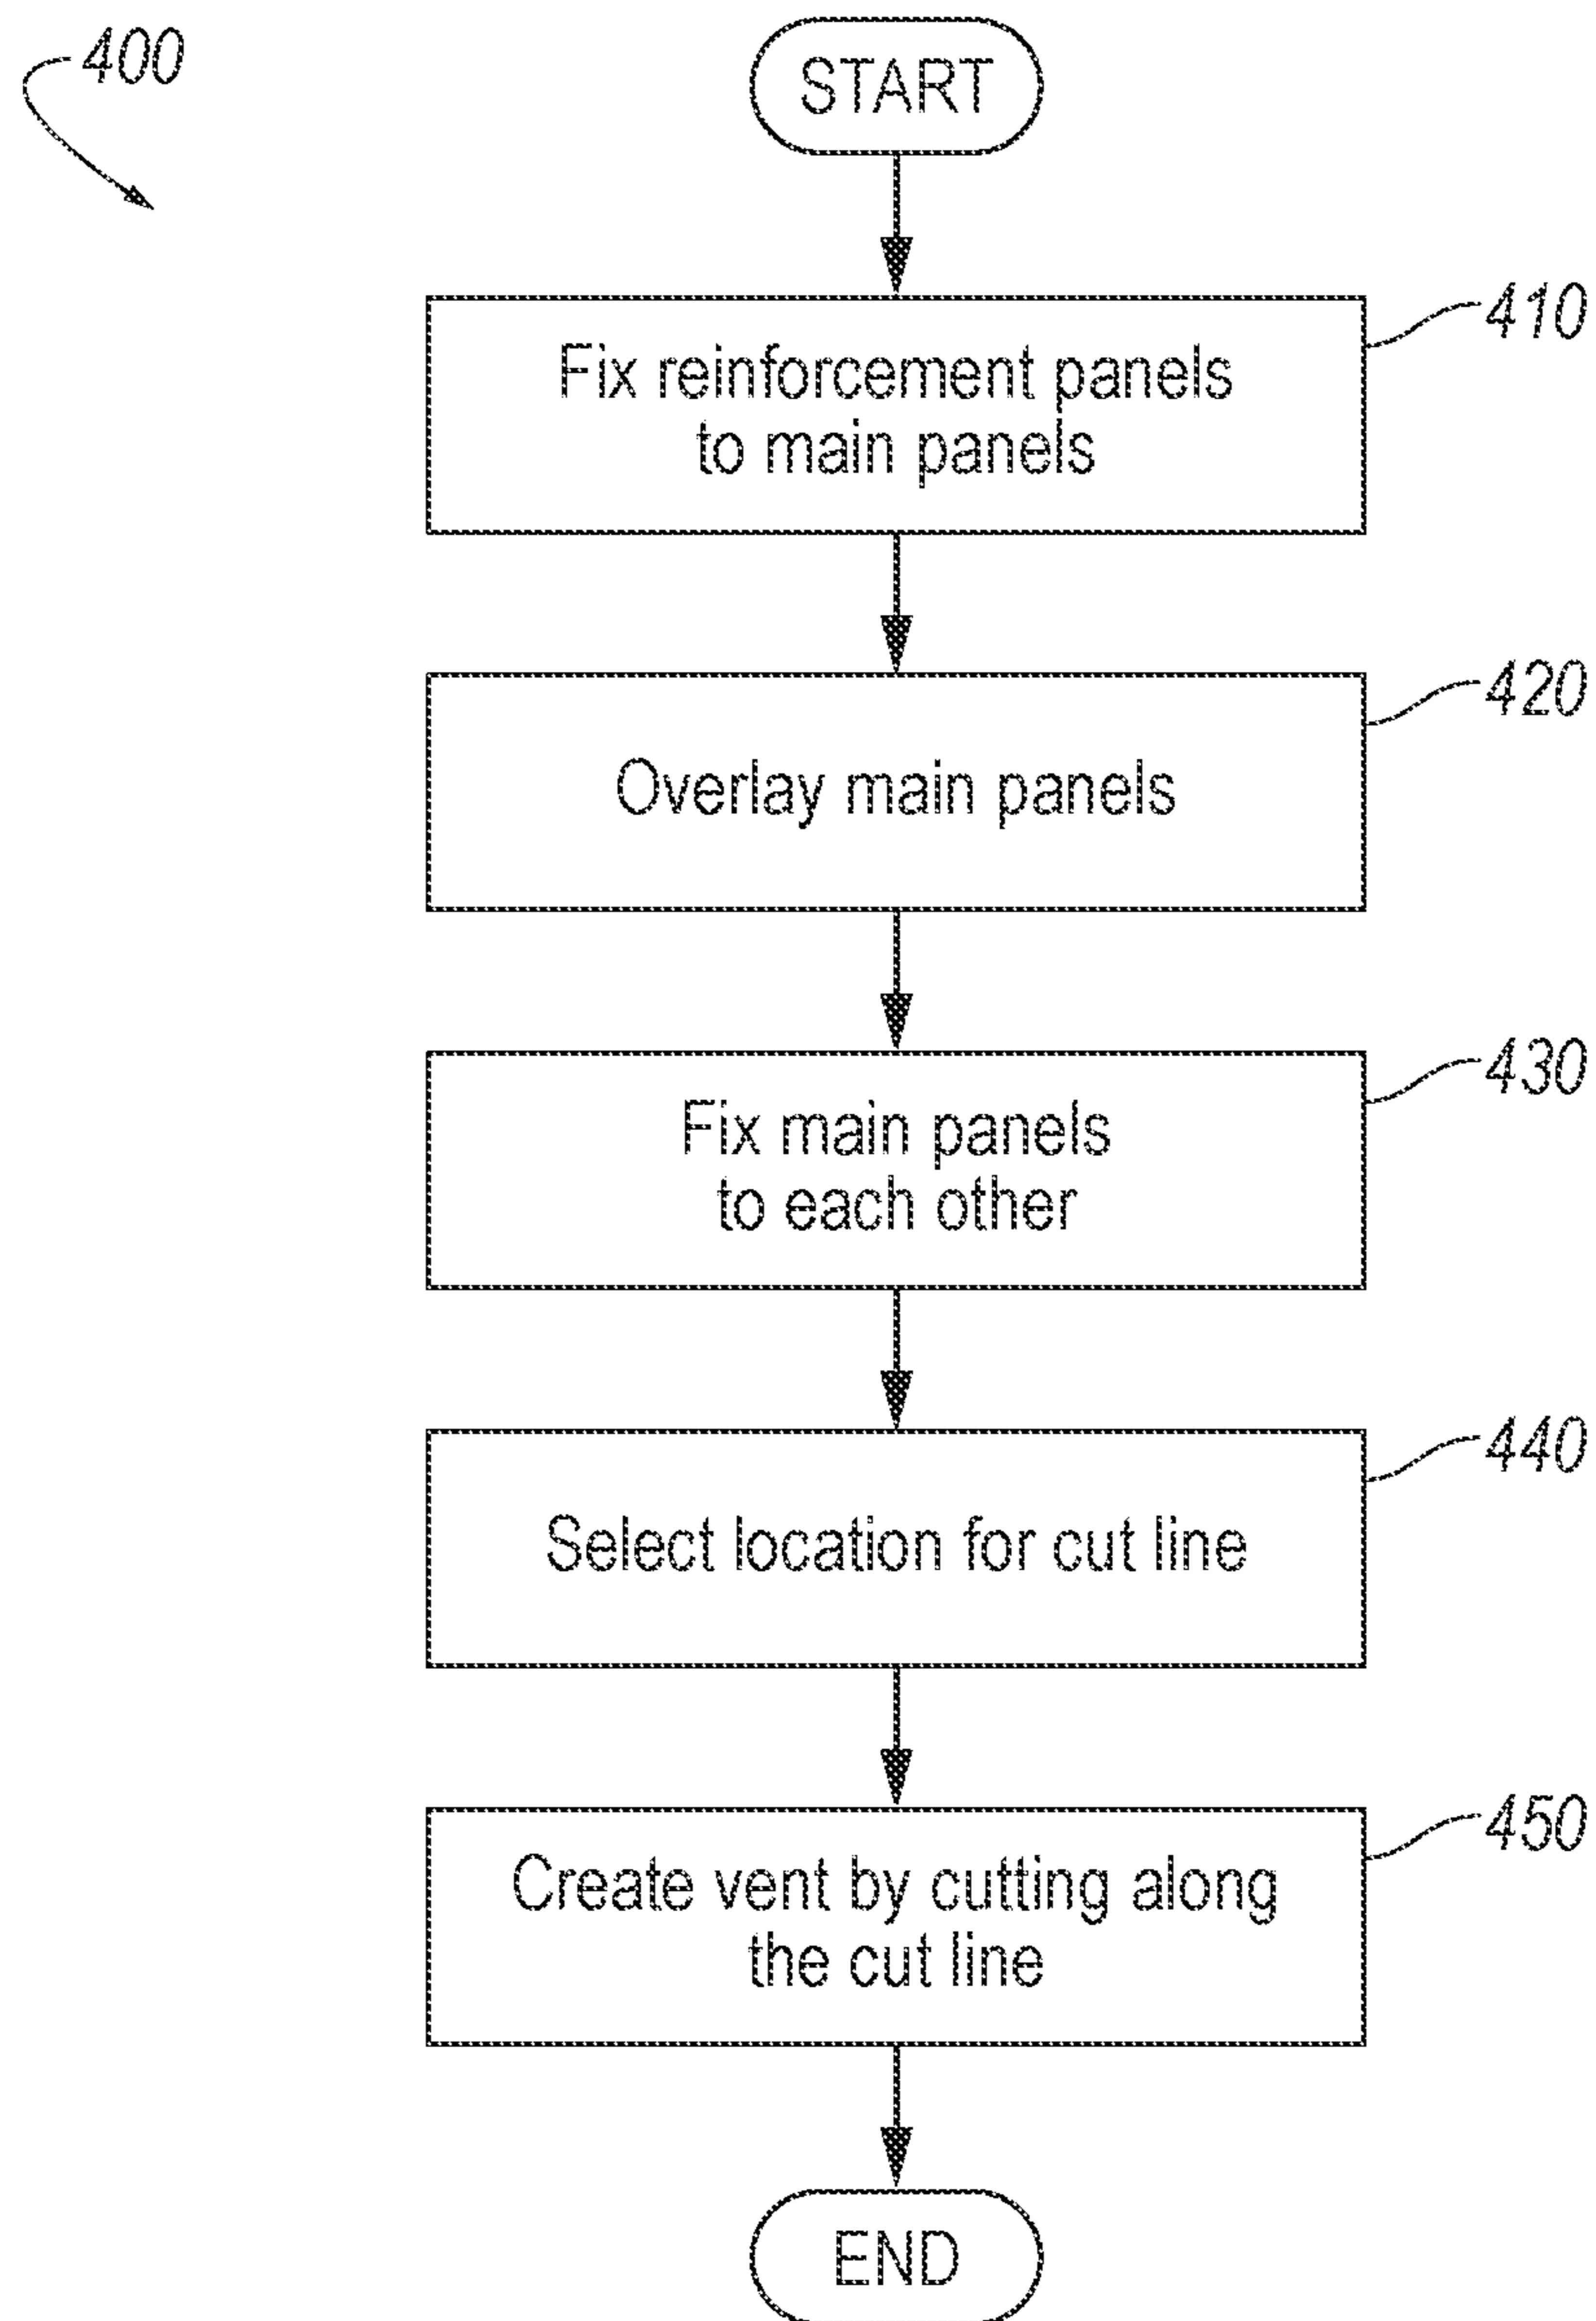 400
START
410
Fix reinforcement panels
to main panels
420
Overlay main panels
430
Fix main panels
to each other
440
Select location for cut line
450
Create vent by cutting along
the cut line
END